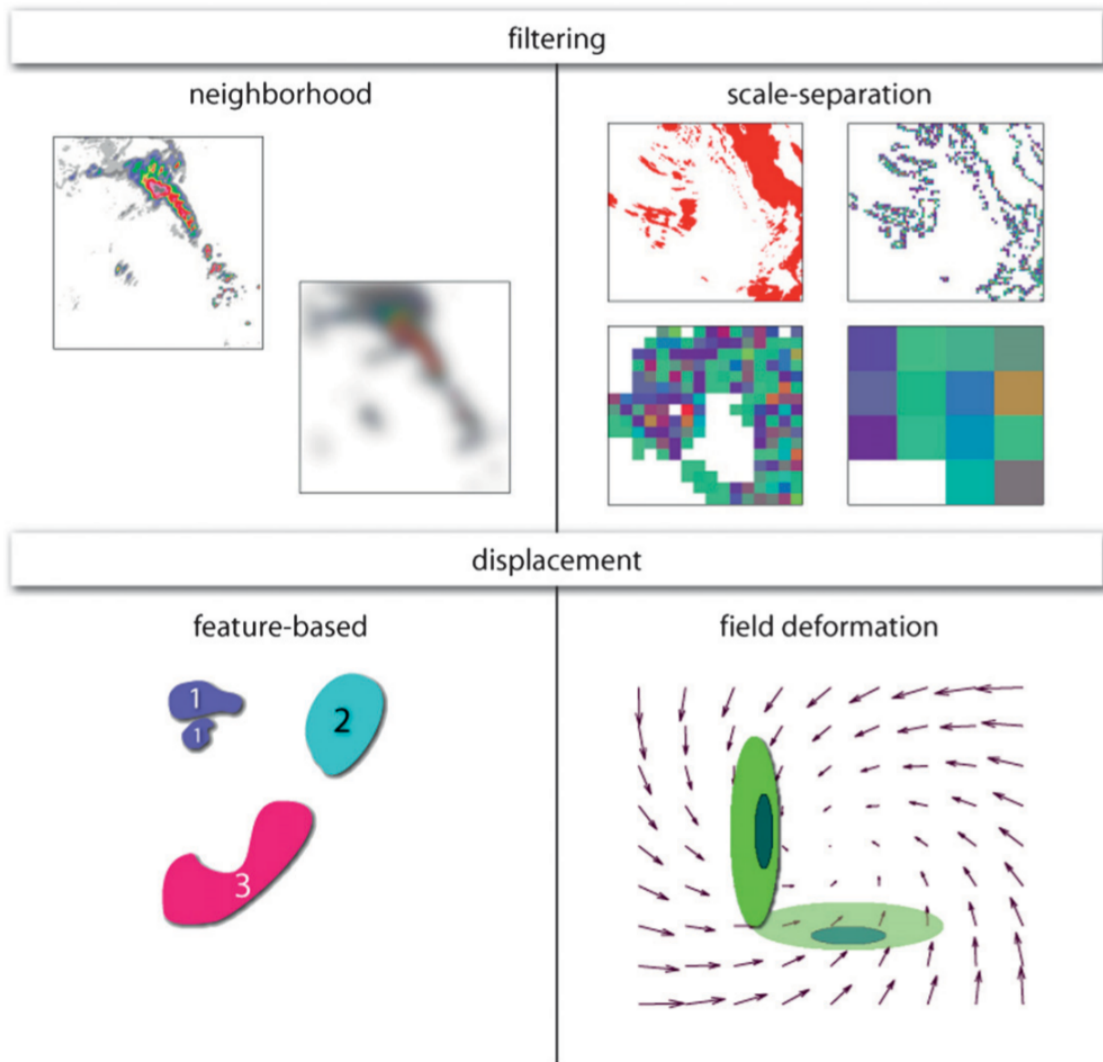 filtering
neighborhood
scale-separation
displacement
feature-based
field deformation
1
1
2
3